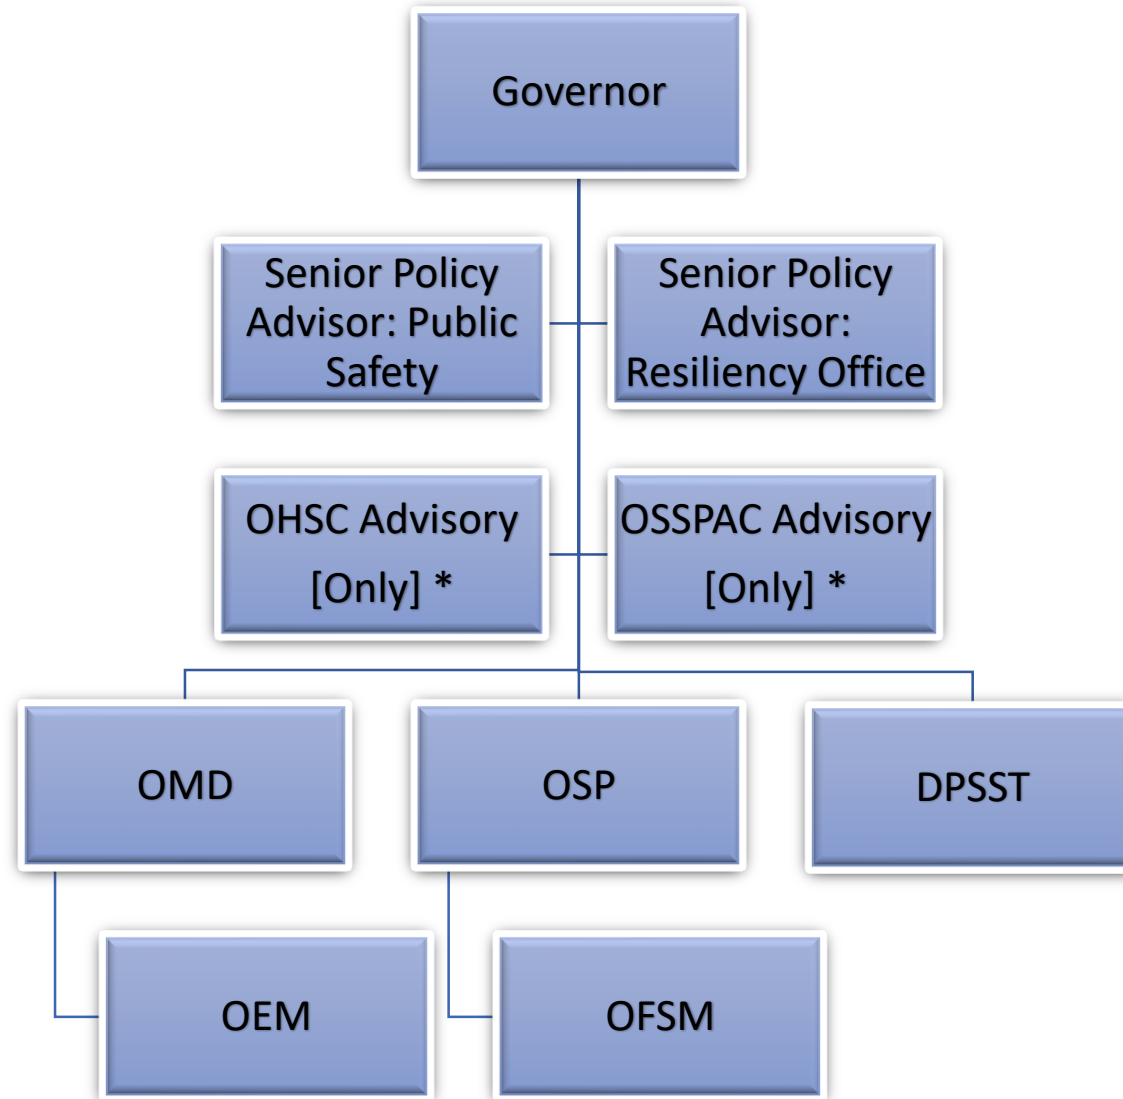 Governor
Senior Policy
Advisor: Public
Safety
Senior Policy
Advisor:
Resiliency Office
OHSC Advisory
[Only] *
OSSPAC Advisory
[Only] *
OMD
OSP
DPSST
OEM
OFSM